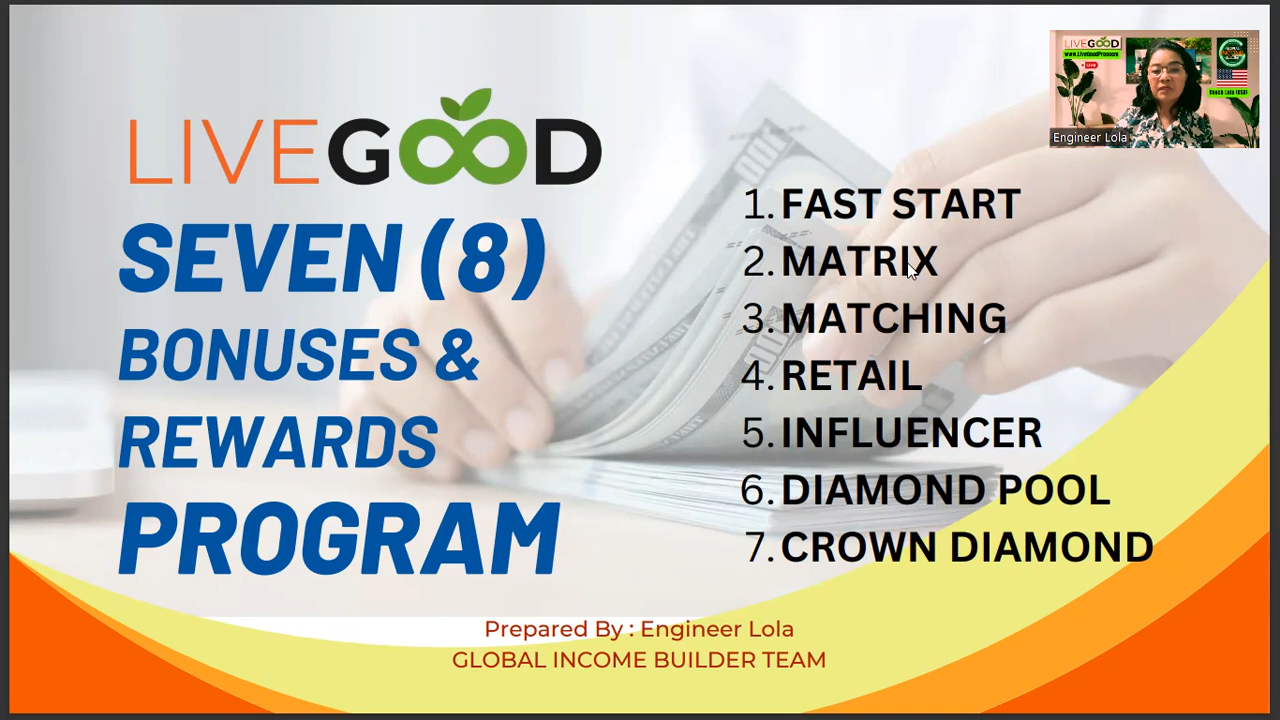 LIVEGOOD
SEVEN (8)
BONUSES &
REWARDS
PROGRAM
1. FAST START
2. MATRIX
3. MATCHING
4. RETAIL
5. INFLUENCER
6. DIAMOND POOL
7. CROWN DIAMOND
Prepared By : Engineer Lola
GLOBAL INCOME BUILDER TEAM
LIVEGOOD
LIVE
Engineer Lola